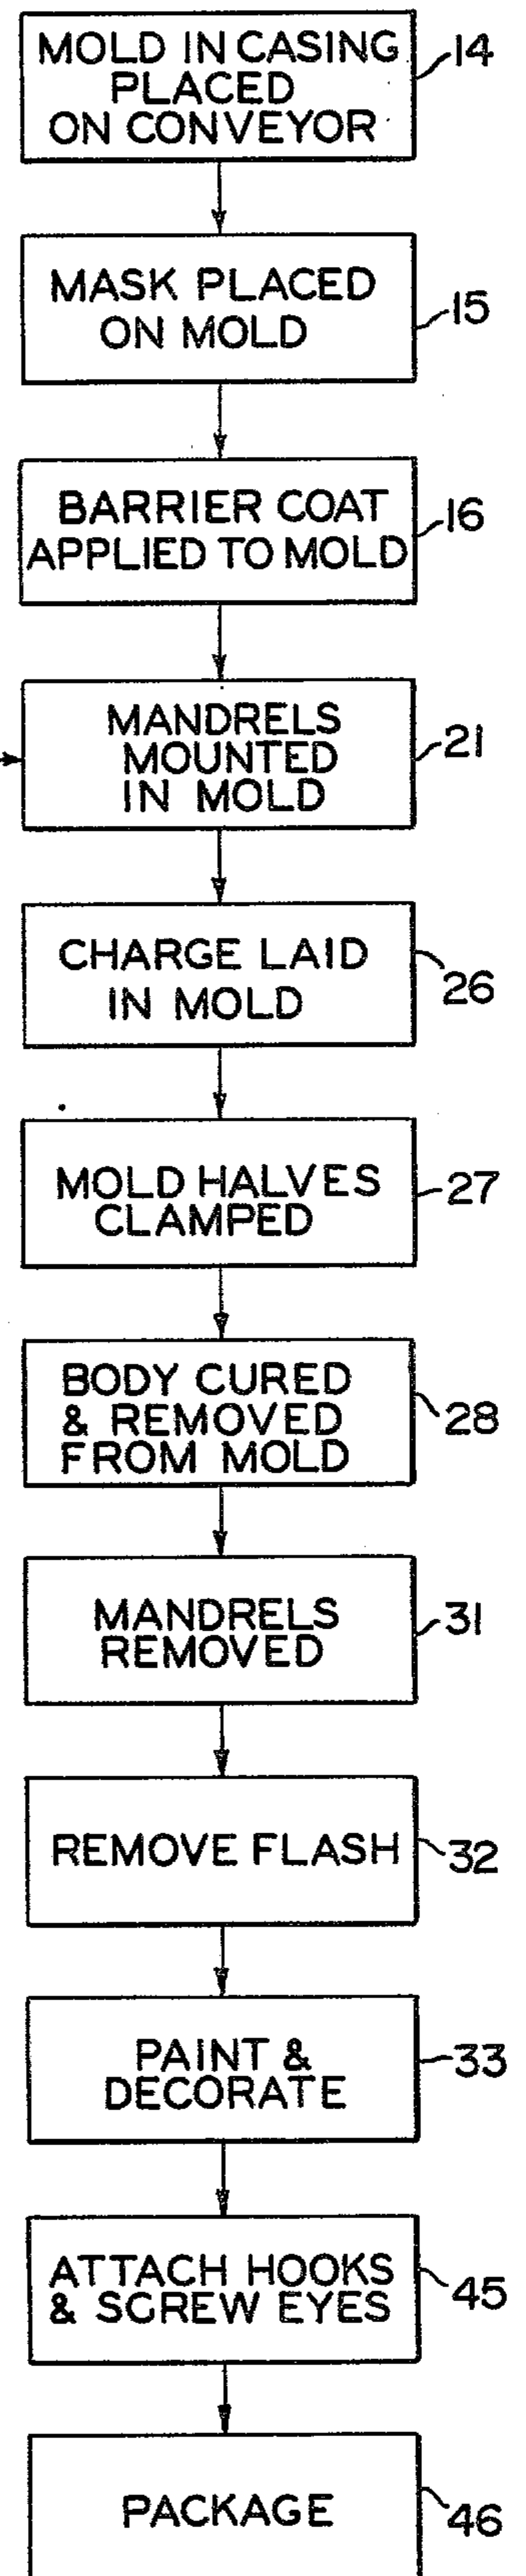 MOLD IN CASING
PLACED
ON CONVEYOR
14
MASK PLACED
ON MOLD
15
BARRIER COAT
APPLIED TO MOLD
16
MANDRELS
MOUNTED
IN MOLD
21
CHARGE LAID
IN MOLD
26
MOLD HALVES
CLAMPED
27
BODY CURED
& REMOVED
FROM MOLD
28
MANDRELS
REMOVED
31
REMOVE FLASH
32
PAINT &
DECORATE
33
ATTACH HOOKS
& SCREW EYES
45
PACKAGE
46